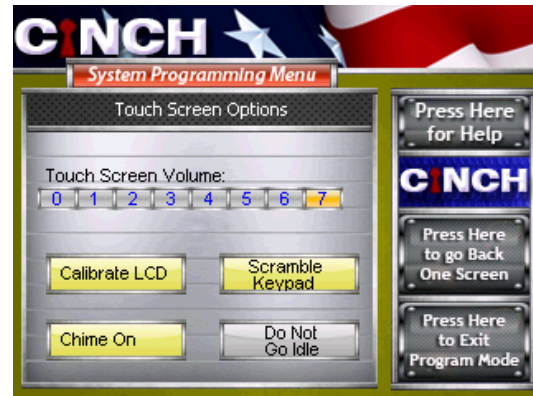 CINCH
System Programming Menu
Touch Screen Options
Touch Screen Volume:
0 1 2 3 4 5 6 7
Calibrate LCD
Scramble
Keypad
Chime On
Do Not
Go Idle
Press Here
for Help
CINCH
Press Here
to go Back
One Screen
Press Here
to Exit
Program Mode